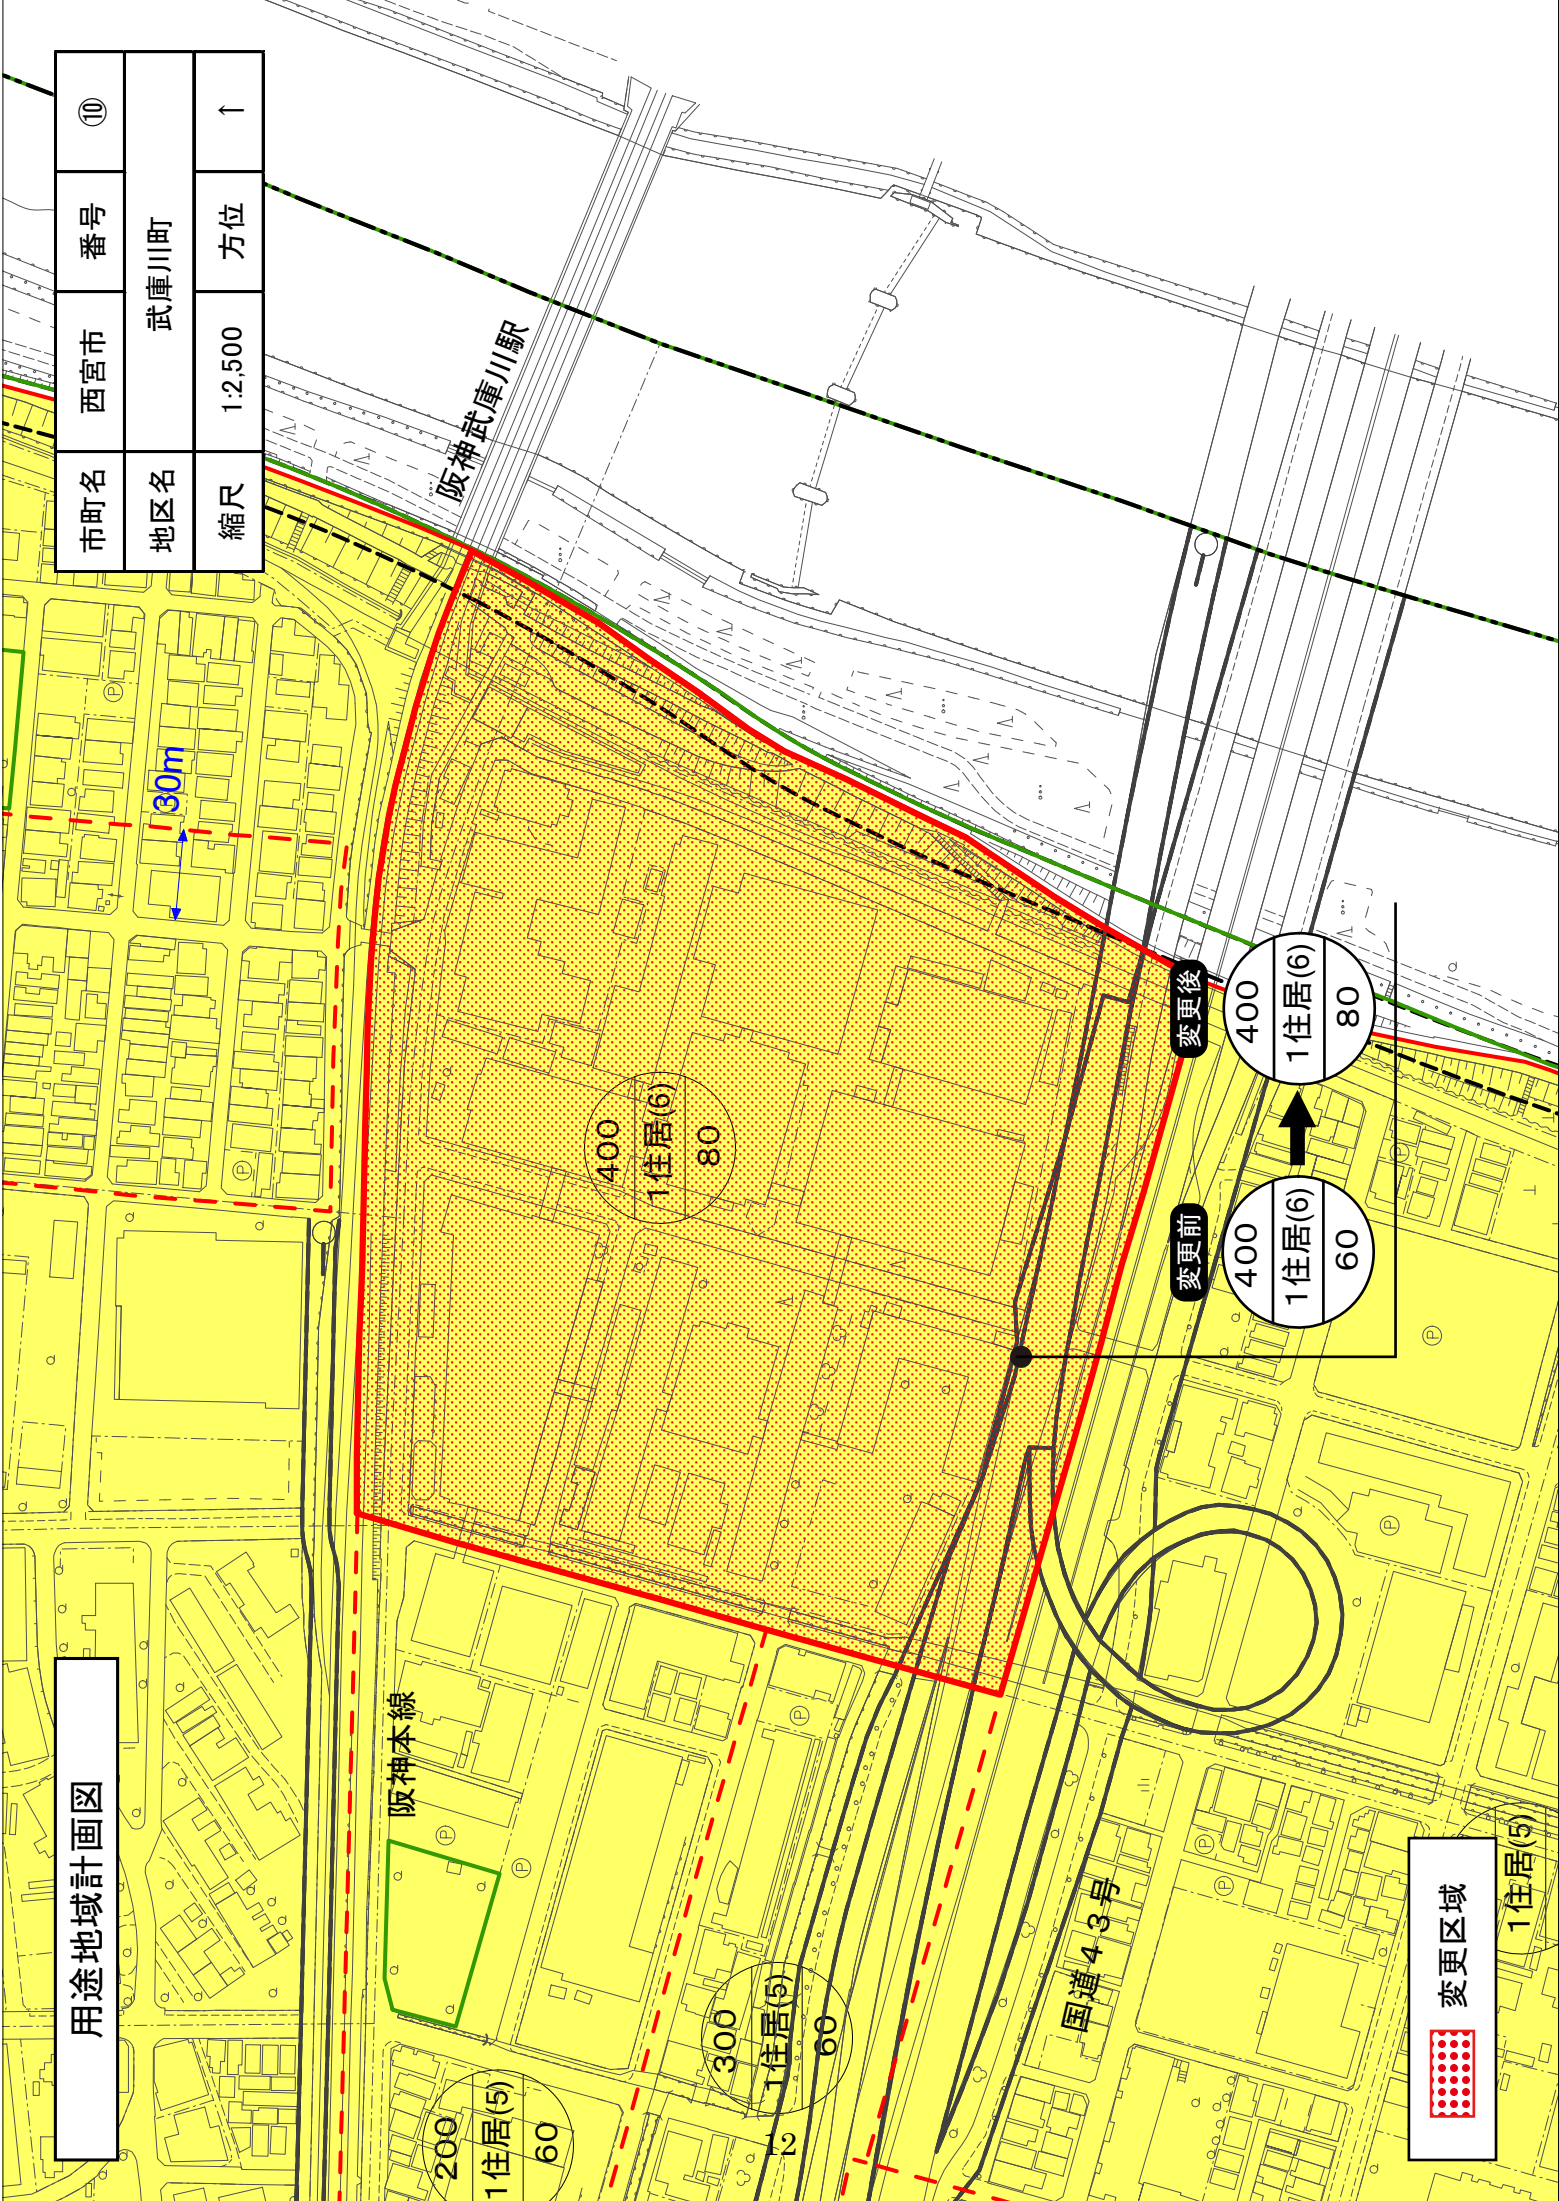 用途地域計画図
市町名 西宮市 番号 ⑩
地区名 武庫川町
縮尺 1:2,500 方位 ↑
30m
阪神武庫川駅
阪神本線
400
1住居(6)
80
200
1住居(5)
60
300
1住居(5)
60
国道43号
変更前
400
1住居(6)
60
変更後
400
1住居(6)
80
変更区域
1住居(5)
12
Ⓟ
Ⓟ
Ⓟ
Ⓟ
Ⓟ
Ⓟ
Ⓟ
Ⓟ
Ⓟ
Ⓟ